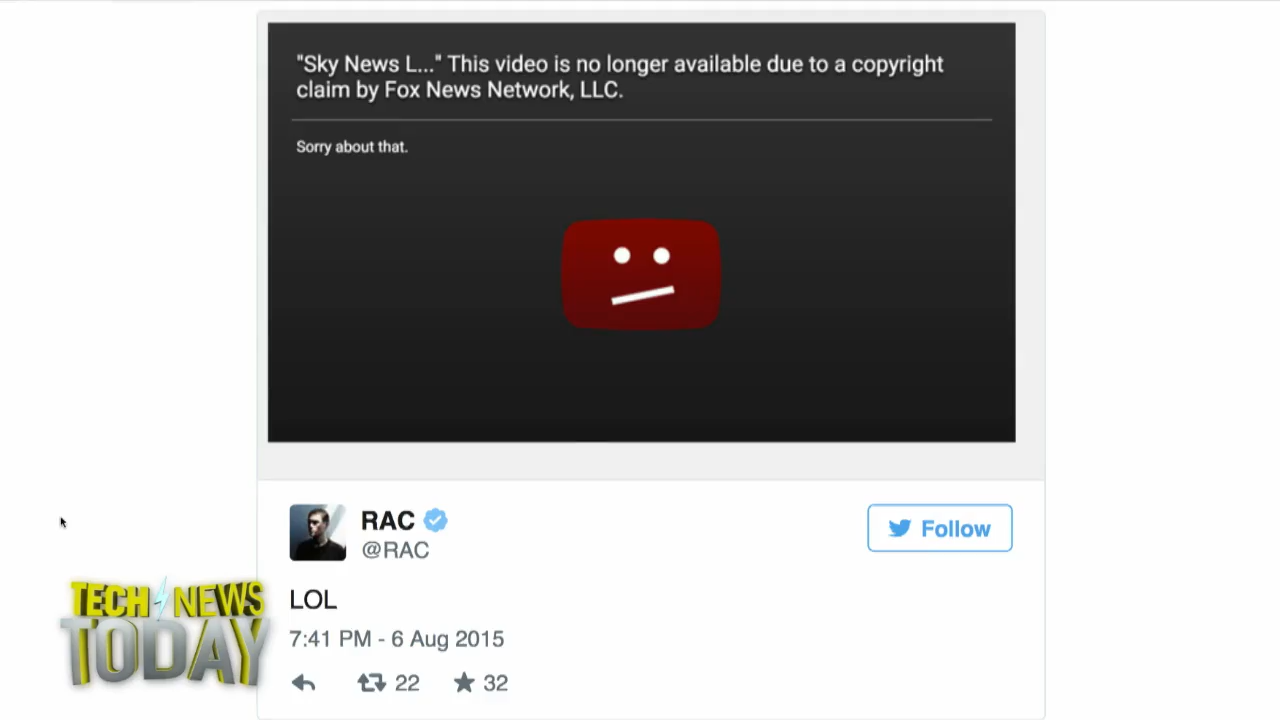 "Sky News L..." This video is no longer available due to a copyright
claim by Fox News Network, LLC.
Sorry about that.
RAC
@RAC
Follow
LOL
7:41 PM - 6 Aug 2015
22 32
TECH NEWS
TODAY